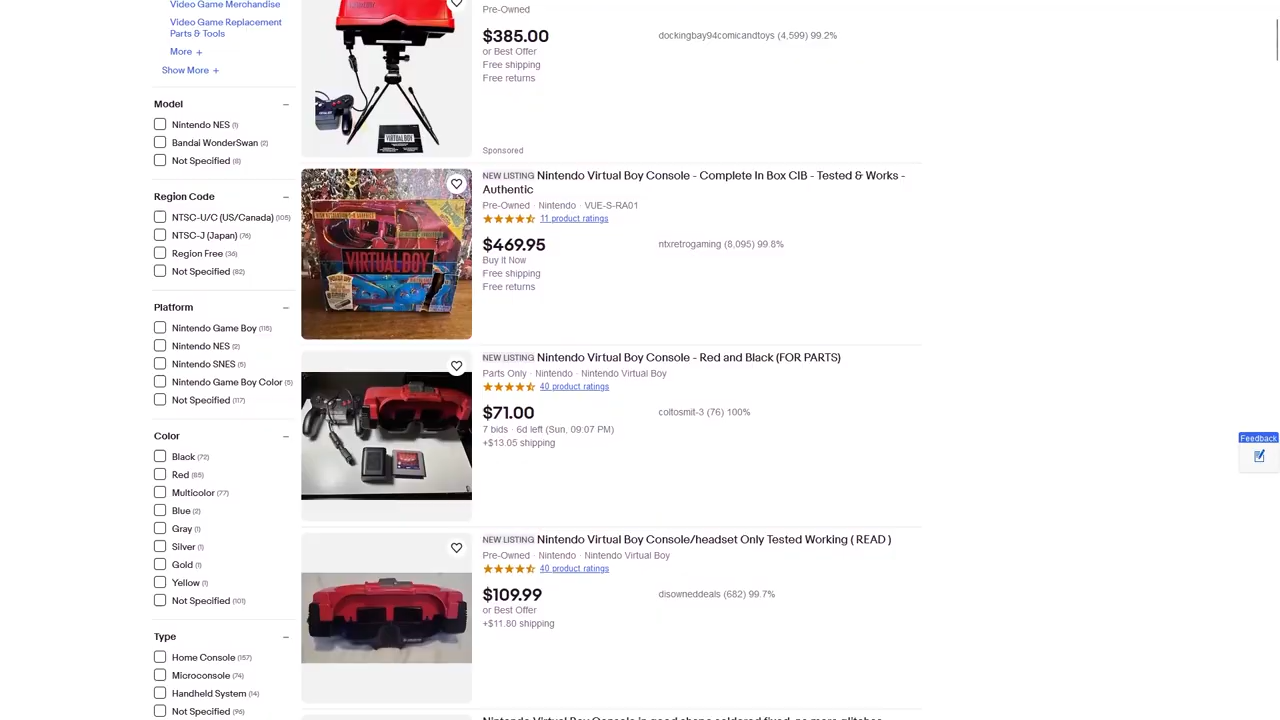 Video Game Merchandise
Video Game Replacement
Parts & Tools
More +
Show More +
Model
Nintendo NES (1)
Bandai WonderSwan (2)
Not Specified (8)
Region Code
NTSC-U/C (US/Canada) (105)
NTSC-J (Japan) (76)
Region Free (36)
Not Specified (82)
Platform
Nintendo Game Boy (115)
Nintendo NES (2)
Nintendo SNES (5)
Nintendo Game Boy Color (5)
Not Specified (117)
Color
Black (72)
Red (85)
Multicolor (77)
Blue (2)
Gray (1)
Silver (1)
Gold (1)
Yellow (1)
Not Specified (101)
Type
Home Console (157)
Microconsole (74)
Handheld System (14)
Not Specified (96)
Pre-Owned
$385.00
dockingbay94comicandtoys (4,599) 99.2%
or Best Offer
Free shipping
Free returns
Sponsored
VIRTUAL BOY
NEW LISTING Nintendo Virtual Boy Console - Complete In Box CIB - Tested & Works -
Authentic
Pre-Owned · Nintendo · VUE-S-RA01
11 product ratings
$469.95
ntxretrogaming (8,095) 99.8%
Buy It Now
Free shipping
Free returns
VIRTUAL BOY
NEW LISTING Nintendo Virtual Boy Console - Red and Black (FOR PARTS)
Parts Only · Nintendo · Nintendo Virtual Boy
40 product ratings
$71.00
coltosmit-3 (76) 100%
7 bids · 6d left (Sun, 09:07 PM)
+$13.05 shipping
NEW LISTING Nintendo Virtual Boy Console/headset Only Tested Working ( READ )
Pre-Owned · Nintendo · Nintendo Virtual Boy
40 product ratings
$109.99
disowneddeals (682) 99.7%
or Best Offer
+$11.80 shipping
Feedback